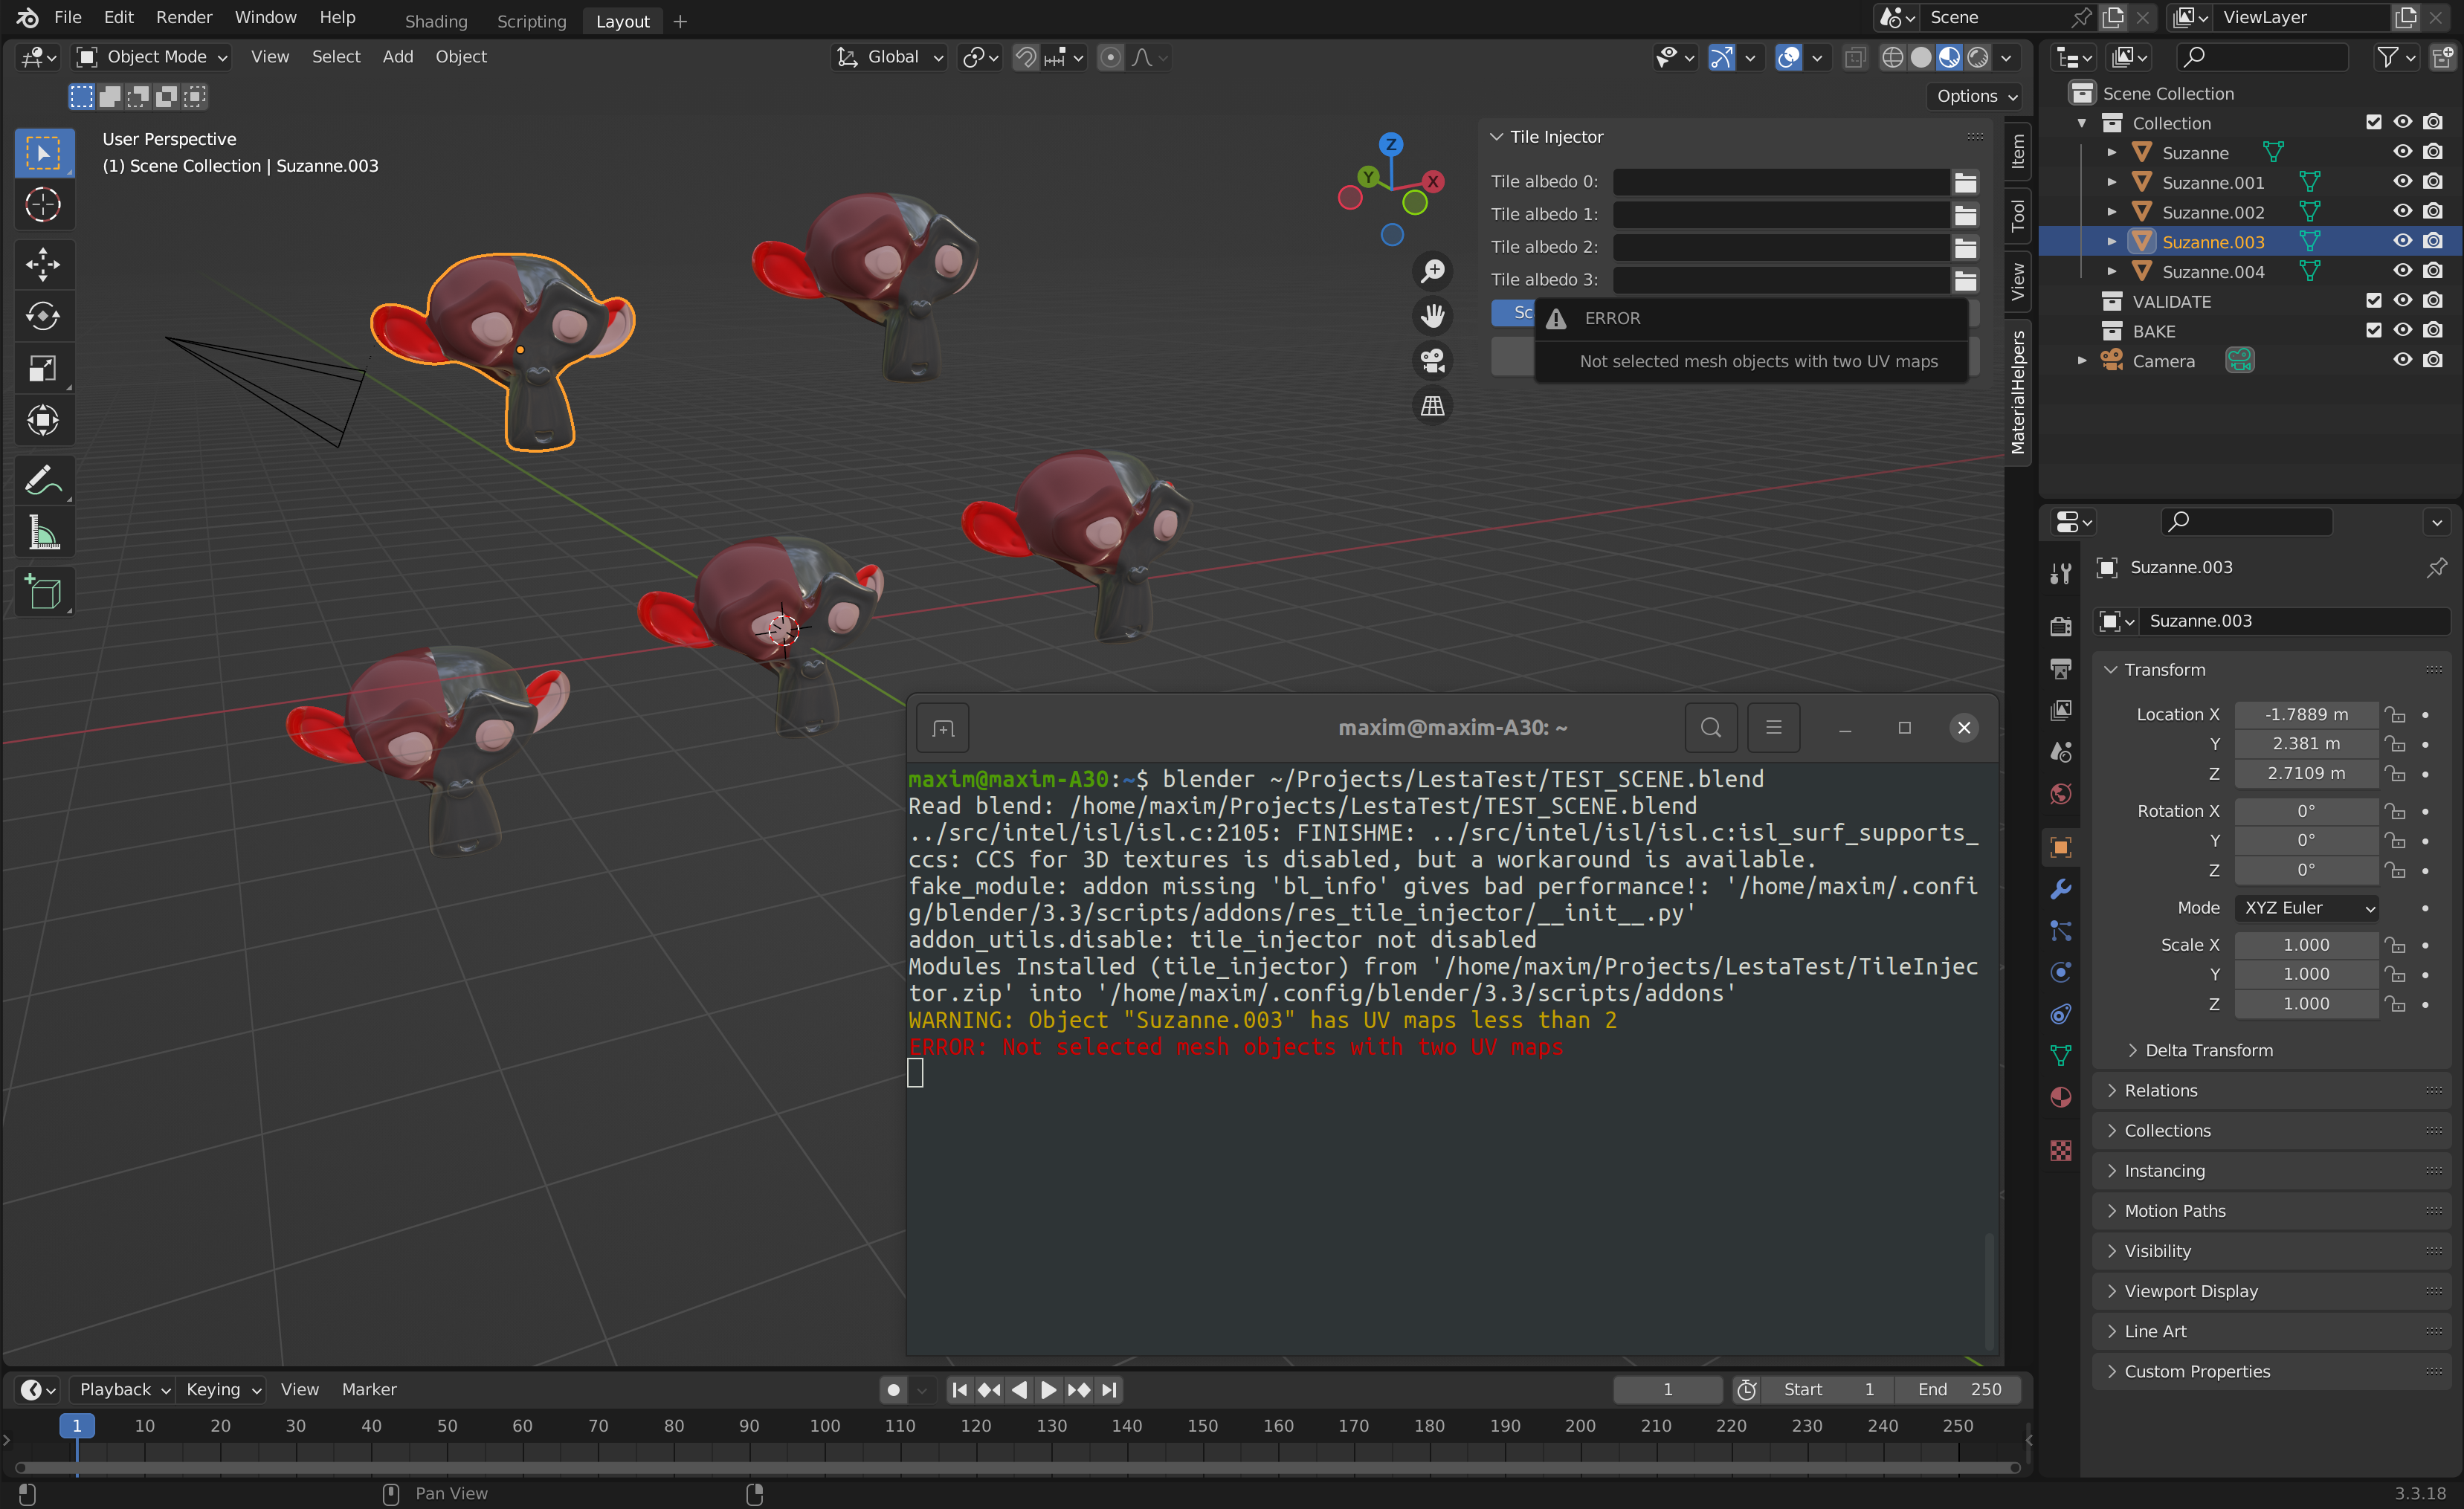 File Edit Render Window Help
Shading Scripting Layout
Scene
ViewLayer
Object Mode View Select Add Object
Global
Options
User Perspective
(1) Scene Collection | Suzanne.003
Z
Y
X
Tile Injector
Tile albedo 0:
Tile albedo 1:
Tile albedo 2:
Tile albedo 3:
Sc
ERROR
Not selected mesh objects with two UV maps
Item
Tool
View
MaterialHelpers
Scene Collection
Collection
Suzanne
Suzanne.001
Suzanne.002
Suzanne.003
Suzanne.004
VALIDATE
BAKE
Camera
Suzanne.003
Suzanne.003
Transform
Location X -1.7889 m
Y 2.381 m
Z 2.7109 m
Rotation X 0°
Y 0°
Z 0°
Mode XYZ Euler
Scale X 1.000
Y 1.000
Z 1.000
Delta Transform
Relations
Collections
Instancing
Motion Paths
Visibility
Viewport Display
Line Art
Custom Properties
maxim@maxim-A30: ~
maxim@maxim-A30:~$ blender ~/Projects/LestaTest/TEST_SCENE.blend
Read blend: /home/maxim/Projects/LestaTest/TEST_SCENE.blend
../src/intel/isl/isl.c:2105: FINISHME: ../src/intel/isl/isl.c:isl_surf_supports_
ccs: CCS for 3D textures is disabled, but a workaround is available.
fake_module: addon missing 'bl_info' gives bad performance!: '/home/maxim/.confi
g/blender/3.3/scripts/addons/res_tile_injector/__init__.py'
addon_utils.disable: tile_injector not disabled
Modules Installed (tile_injector) from '/home/maxim/Projects/LestaTest/TileInjec
tor.zip' into '/home/maxim/.config/blender/3.3/scripts/addons'
WARNING: Object "Suzanne.003" has UV maps less than 2
ERROR: Not selected mesh objects with two UV maps
Playback Keying View Marker
1 Start 1 End 250
1 10 20 30 40 50 60 70 80 90 100 110 120 130 140 150 160 170 180 190 200 210 220 230 240 250
Pan View
3.3.18